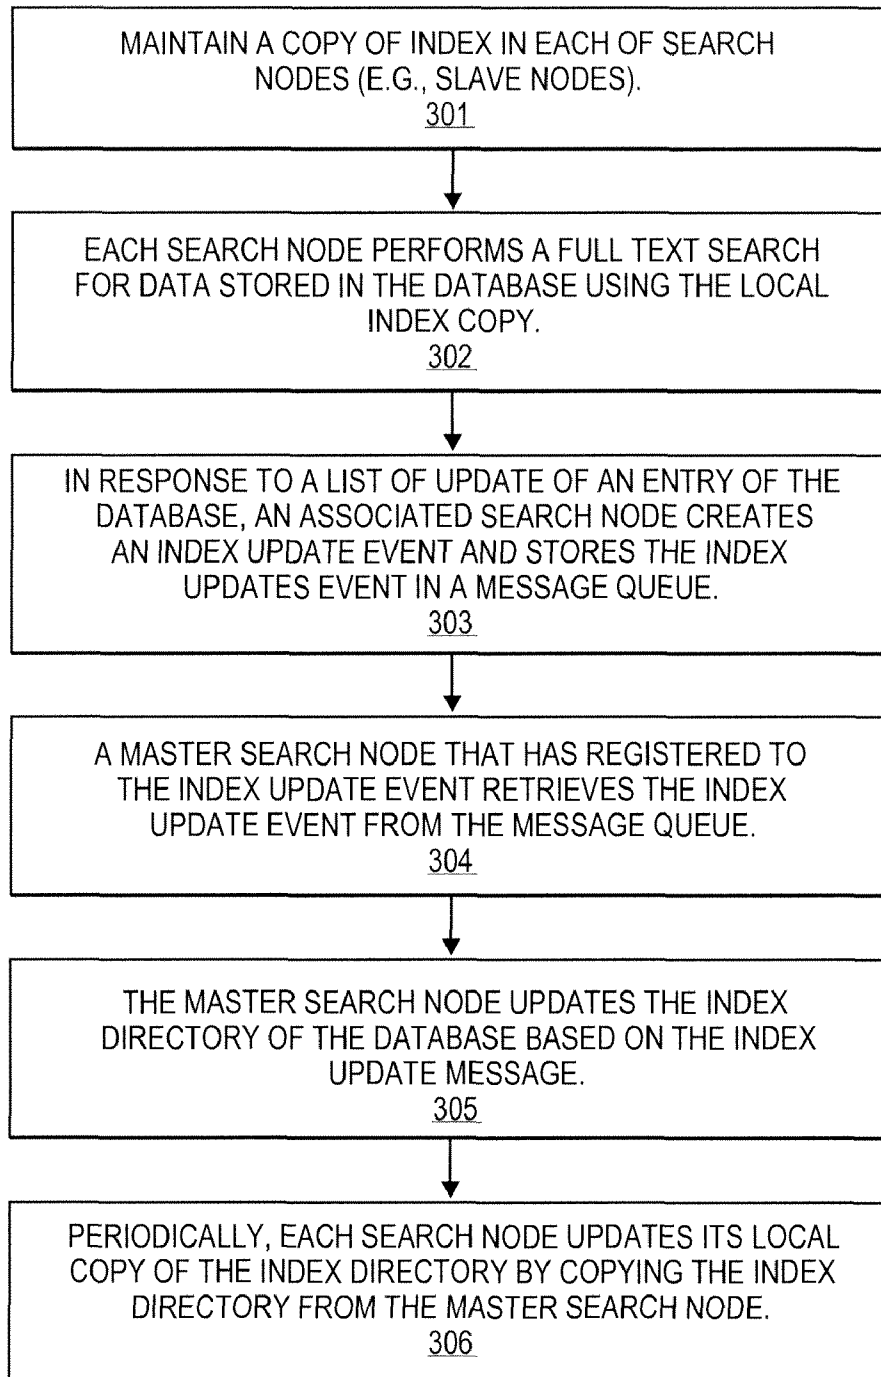 MAINTAIN A COPY OF INDEX IN EACH OF SEARCH
NODES (E.G., SLAVE NODES).
301
EACH SEARCH NODE PERFORMS A FULL TEXT SEARCH
FOR DATA STORED IN THE DATABASE USING THE LOCAL
INDEX COPY.
302
IN RESPONSE TO A LIST OF UPDATE OF AN ENTRY OF THE
DATABASE, AN ASSOCIATED SEARCH NODE CREATES
AN INDEX UPDATE EVENT AND STORES THE INDEX
UPDATES EVENT IN A MESSAGE QUEUE.
303
A MASTER SEARCH NODE THAT HAS REGISTERED TO
THE INDEX UPDATE EVENT RETRIEVES THE INDEX
UPDATE EVENT FROM THE MESSAGE QUEUE.
304
THE MASTER SEARCH NODE UPDATES THE INDEX
DIRECTORY OF THE DATABASE BASED ON THE INDEX
UPDATE MESSAGE.
305
PERIODICALLY, EACH SEARCH NODE UPDATES ITS LOCAL
COPY OF THE INDEX DIRECTORY BY COPYING THE INDEX
DIRECTORY FROM THE MASTER SEARCH NODE.
306